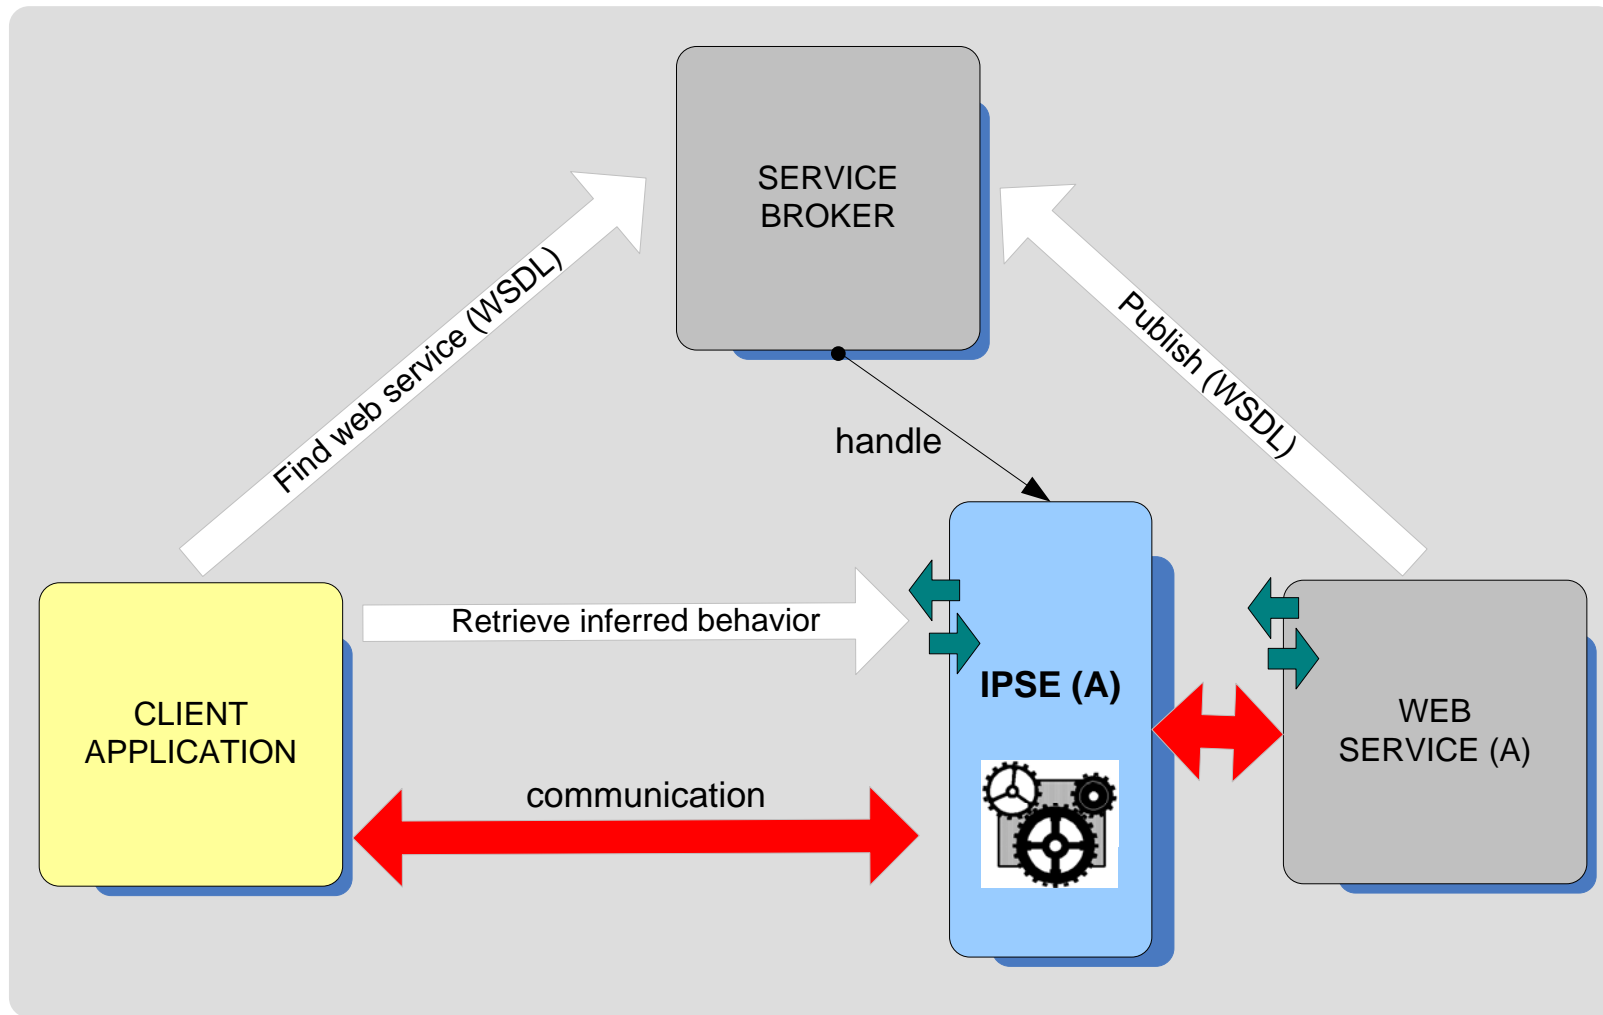 SERVICE
BROKER
Find web service (WSDL)
Publish (WSDL)
handle
Retrieve inferred behavior
IPSE (A)
CLIENT
APPLICATION
WEB
SERVICE (A)
communication